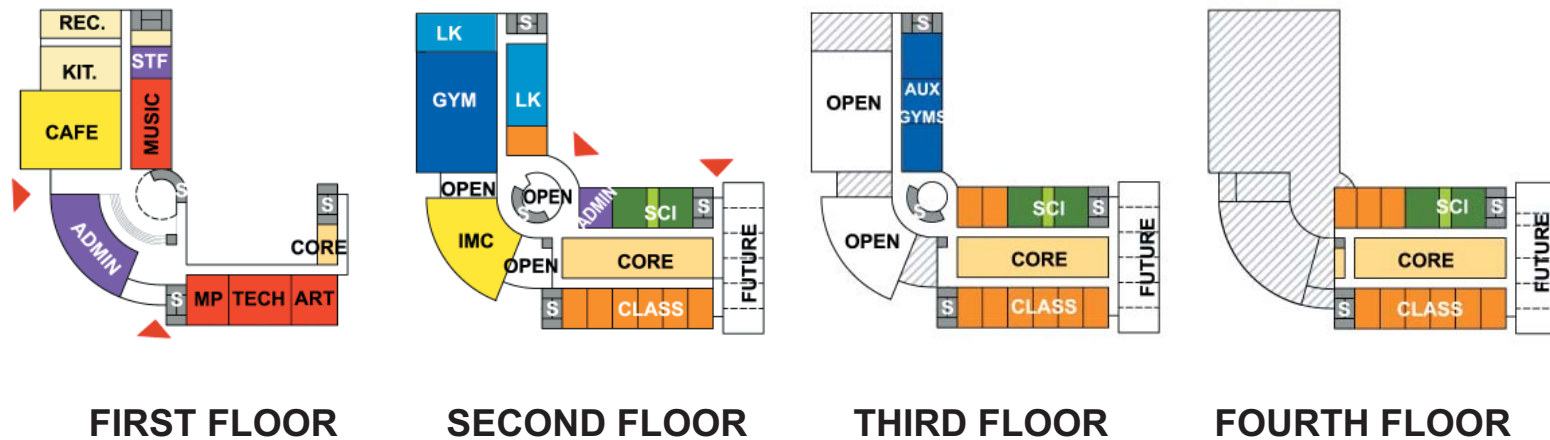 REC.
KIT.
STF
CAFE
MUSIC
S
ADMIN
S
CORE
S
MP
TECH
ART
FIRST FLOOR
S
LK
GYM
LK
OPEN
OPEN
S
ADMIN
SCI
S
IMC
OPEN
CORE
S
CLASS
FUTURE
SECOND FLOOR
S
OPEN
AUX
GYMS
S
SCI
S
OPEN
CORE
S
CLASS
FUTURE
THIRD FLOOR
SCI
S
CORE
S
CLASS
FUTURE
FOURTH FLOOR